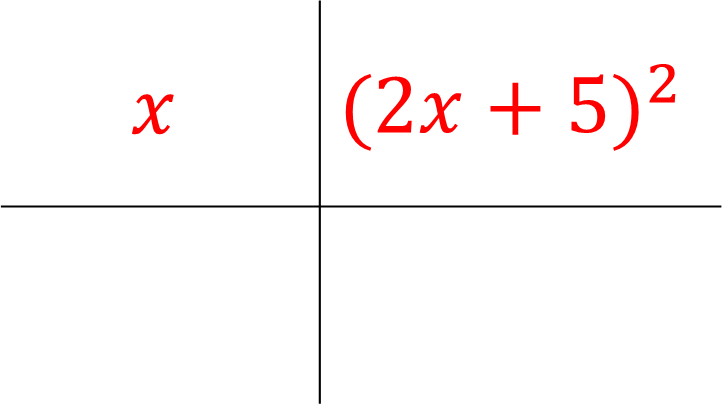 x (2x + 5)²